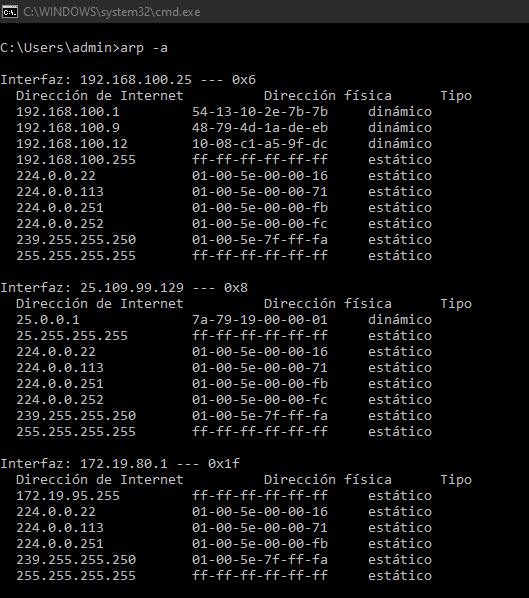 C:\WINDOWS\system32\cmd.exe
C:\Users\admin>arp -a
Interfaz: 192.168.100.25 --- 0x6
Dirección de Internet          Dirección física      Tipo
192.168.100.1         54-13-10-2e-7b-7b     dinámico
192.168.100.9         48-79-4d-1a-de-eb     dinámico
192.168.100.12        10-08-c1-a5-9f-dc     dinámico
192.168.100.255       ff-ff-ff-ff-ff-ff     estático
224.0.0.22            01-00-5e-00-00-16     estático
224.0.0.113           01-00-5e-00-00-71     estático
224.0.0.251           01-00-5e-00-00-fb     estático
224.0.0.252           01-00-5e-00-00-fc     estático
239.255.255.250       01-00-5e-7f-ff-fa     estático
255.255.255.255       ff-ff-ff-ff-ff-ff     estático
Interfaz: 25.109.99.129 --- 0x8
Dirección de Internet          Dirección física      Tipo
25.0.0.1              7a-79-19-00-00-01     dinámico
25.255.255.255        ff-ff-ff-ff-ff-ff     estático
224.0.0.22            01-00-5e-00-00-16     estático
224.0.0.113           01-00-5e-00-00-71     estático
224.0.0.251           01-00-5e-00-00-fb     estático
224.0.0.252           01-00-5e-00-00-fc     estático
239.255.255.250       01-00-5e-7f-ff-fa     estático
255.255.255.255       ff-ff-ff-ff-ff-ff     estático
Interfaz: 172.19.80.1 --- 0x1f
Dirección de Internet          Dirección física      Tipo
172.19.95.255         ff-ff-ff-ff-ff-ff     estático
224.0.0.22            01-00-5e-00-00-16     estático
224.0.0.113           01-00-5e-00-00-71     estático
224.0.0.251           01-00-5e-00-00-fb     estático
239.255.255.250       01-00-5e-7f-ff-fa     estático
255.255.255.255       ff-ff-ff-ff-ff-ff     estático